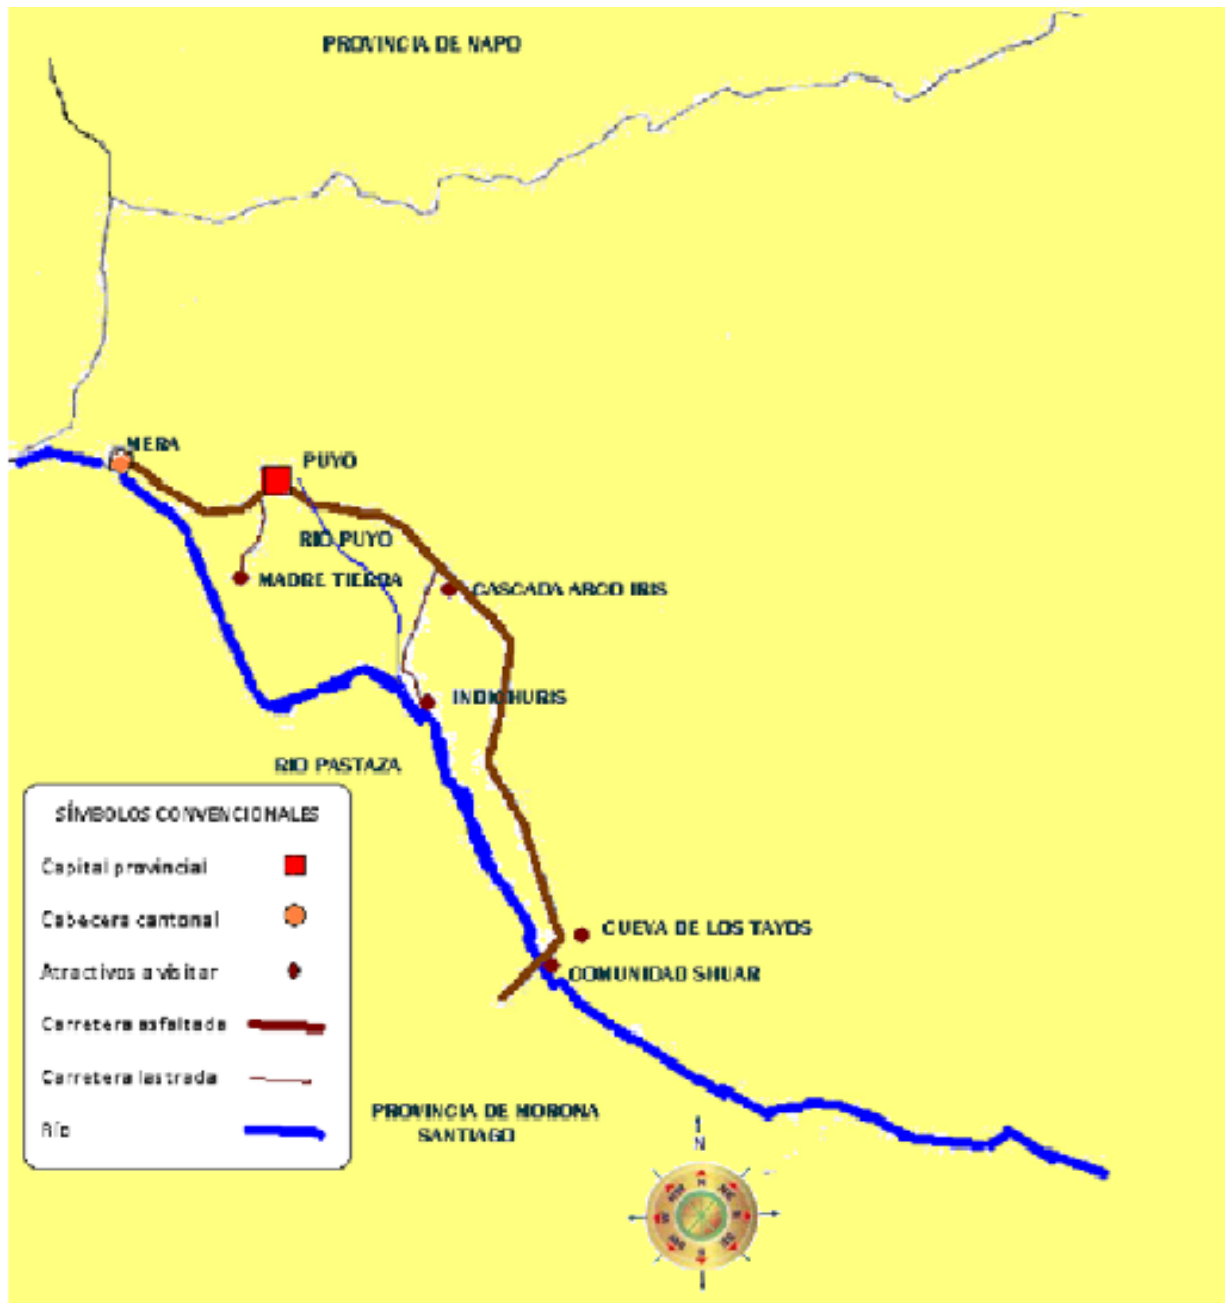 PROVINCIA DE NAPO
MERA
PUYO
RIO PUYO
MADRE TIERRA
CASCADA ARCO IRIS
INDICHURIS
RIO PASTAZA
SÍMBOLOS CONVENCIONALES
Capital provincial
Cabecera cantonal
Atractivos a visitar
Carretera asfaltada
Carretera lastrada
Río
CUEVA DE LOS TAYOS
COMUNIDAD SHUAR
PROVINCIA DE MORONA
SANTIAGO
N
N